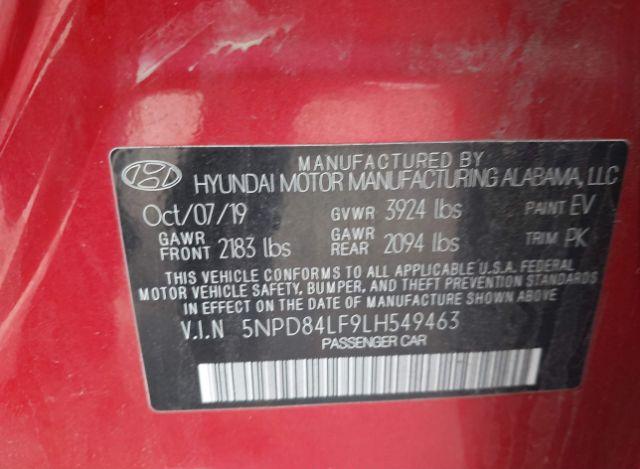 MANUFACTURED BY
HYUNDAI MOTOR MANUFACTURING ALABAMA, LLC
Oct/07/19 GVWR 3924 lbs PAINT EV
GAWR FRONT 2183 lbs GAWR REAR 2094 lbs TRIM PK
THIS VEHICLE CONFORMS TO ALL APPLICABLE U.S.A. FEDERAL
MOTOR VEHICLE SAFETY, BUMPER, AND THEFT PREVENTION STANDARDS
IN EFFECT ON THE DATE OF MANUFACTURE SHOWN ABOVE
V.I.N 5NPD84LF9LH549463
PASSENGER CAR